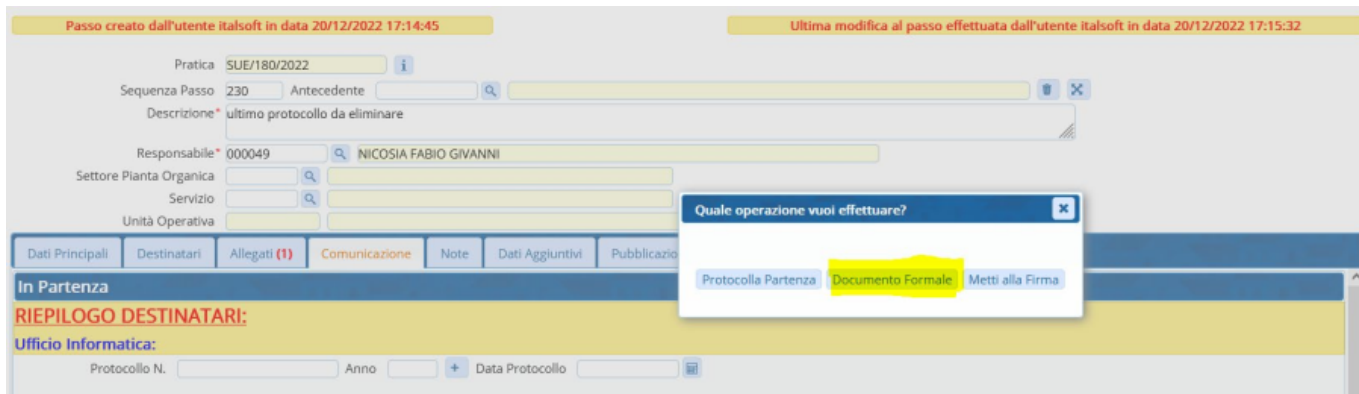 Passo creato dall'utente italsoft in data 20/12/2022 17:14:45 Ultima modifica al passo effettuata dall'utente italsoft in data 20/12/2022 17:15:32
Pratica SUE/180/2022 i
Sequenza Passo 230 Antecedente
Descrizione* ultimo protocollo da eliminare
Responsabile* 000049 NICOSIA FABIO GIVANNI
Settore Pianta Organica
Servizio
Unità Operativa
Quale operazione vuoi effettuare?
Protocolla Partenza Documento Formale Metti alla Firma
Dati Principali Destinatari Allegati (1) Comunicazione Note Dati Aggiuntivi Pubblicazio
In Partenza
RIEPILOGO DESTINATARI:
Ufficio Informatica:
Protocollo N. Anno + Data Protocollo